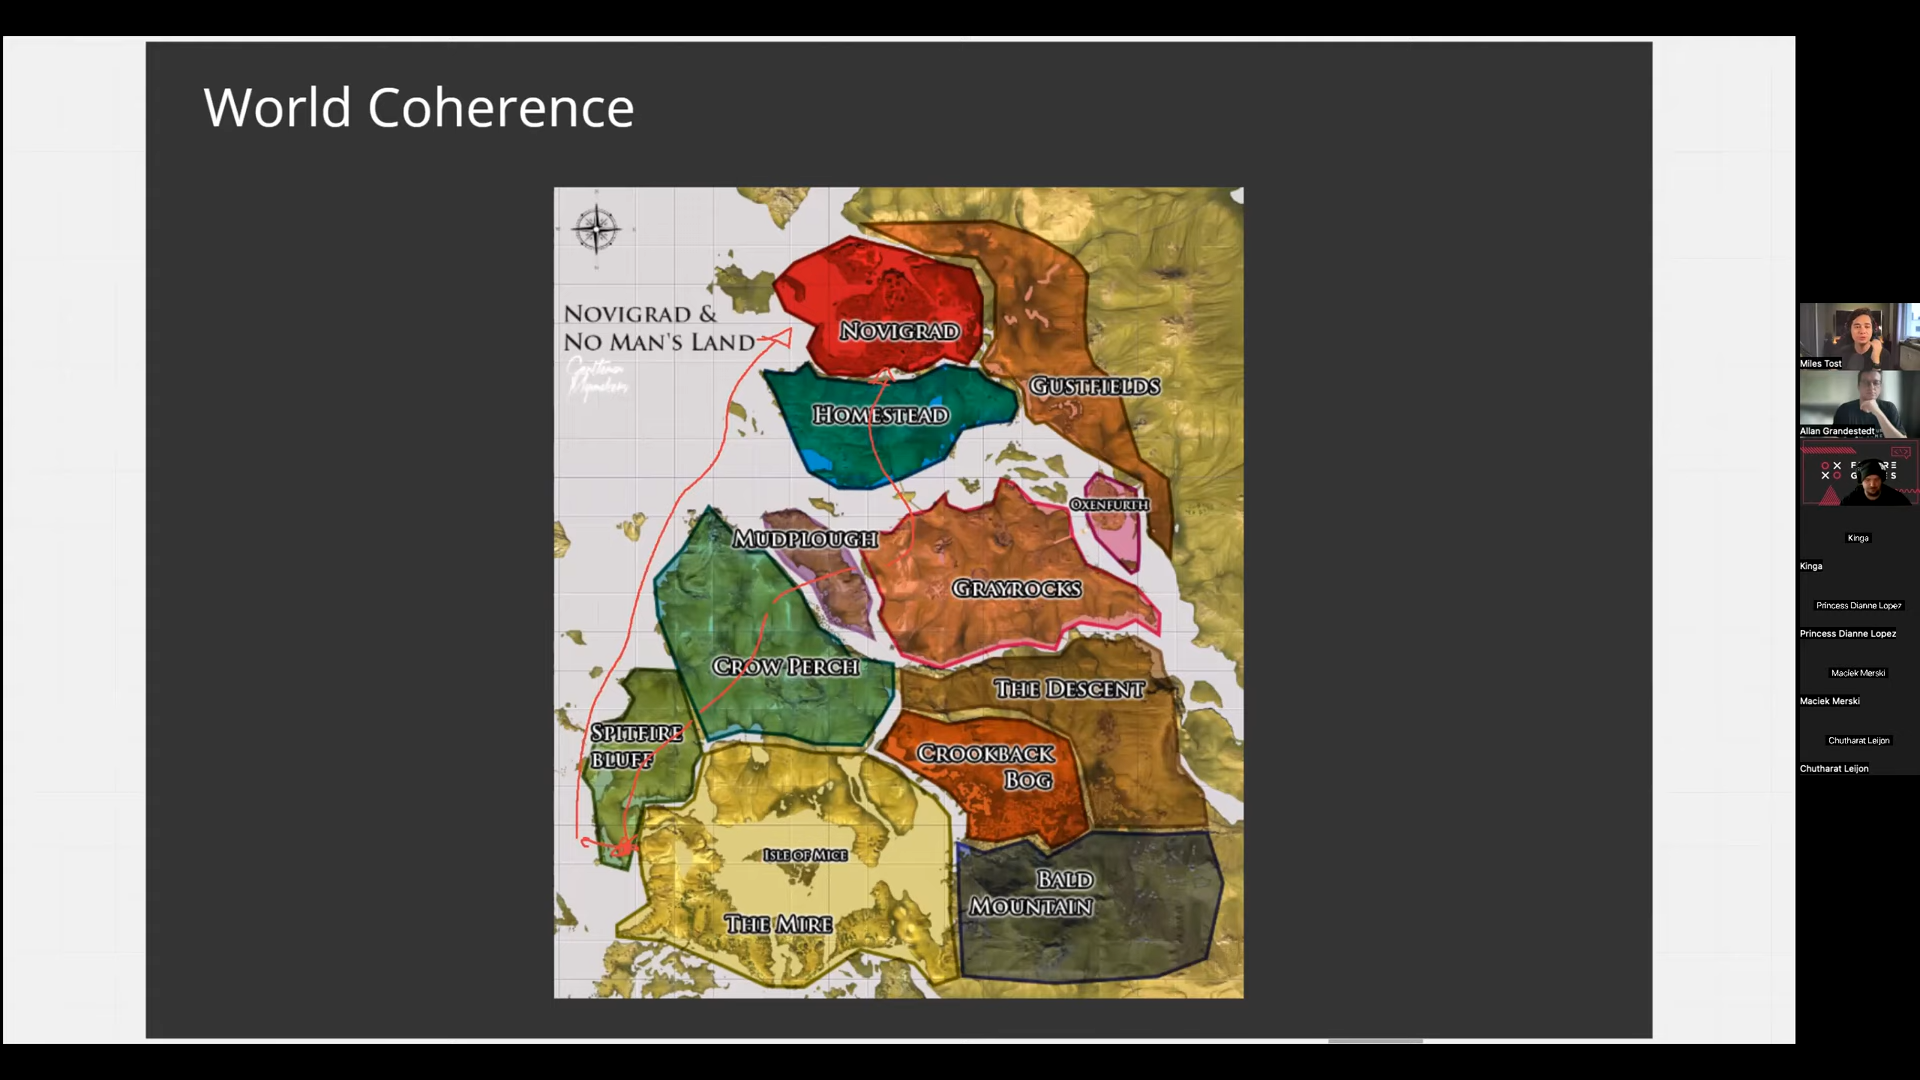 World Coherence
NOVIGRAD &
NO MAN'S LAND
NOVIGRAD
GUSTFIELDS
HOMESTEAD
OXENFURTH
MUDPLOUGH
GRAYROCKS
CROW PERCH
THE DESCENT
SPITFIRE
BLUFF
CROOKBACK
BOG
ISLE OF MICE
BALD
MOUNTAIN
THE MIRE
Miles Tost
Allan Grandestedt
Kinga
Kinga
Princess Dianne Lopez
Princess Dianne Lopez
Maciek Merski
Maciek Merski
Chutharat Leijon
Chutharat Leijon